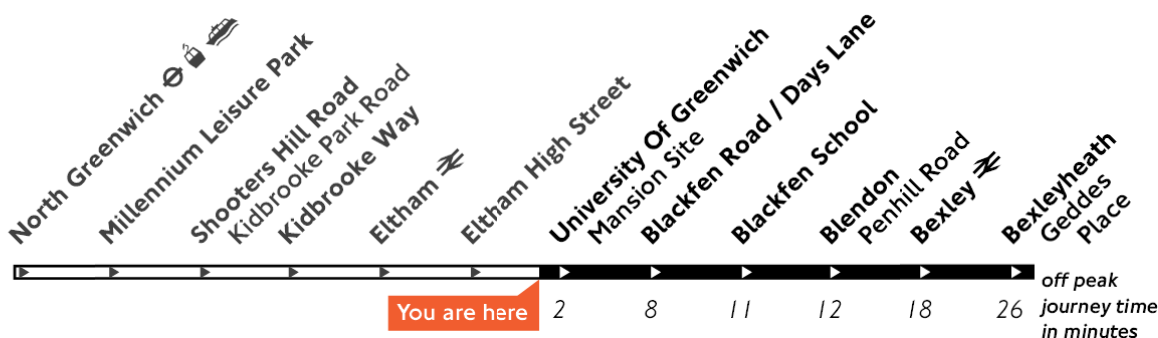 North Greenwich
Millennium Leisure Park
Shooters Hill Road
Kidbrooke Park Road
Kidbrooke Way
Eltham
Eltham High Street
University Of Greenwich
Mansion Site
Blackfen Road / Days Lane
Blackfen School
Blendon
Penhill Road
Bexley
Bexleyheath
Geddes
Place
You are here
2
8
11
12
18
26
off peak
journey time
in minutes